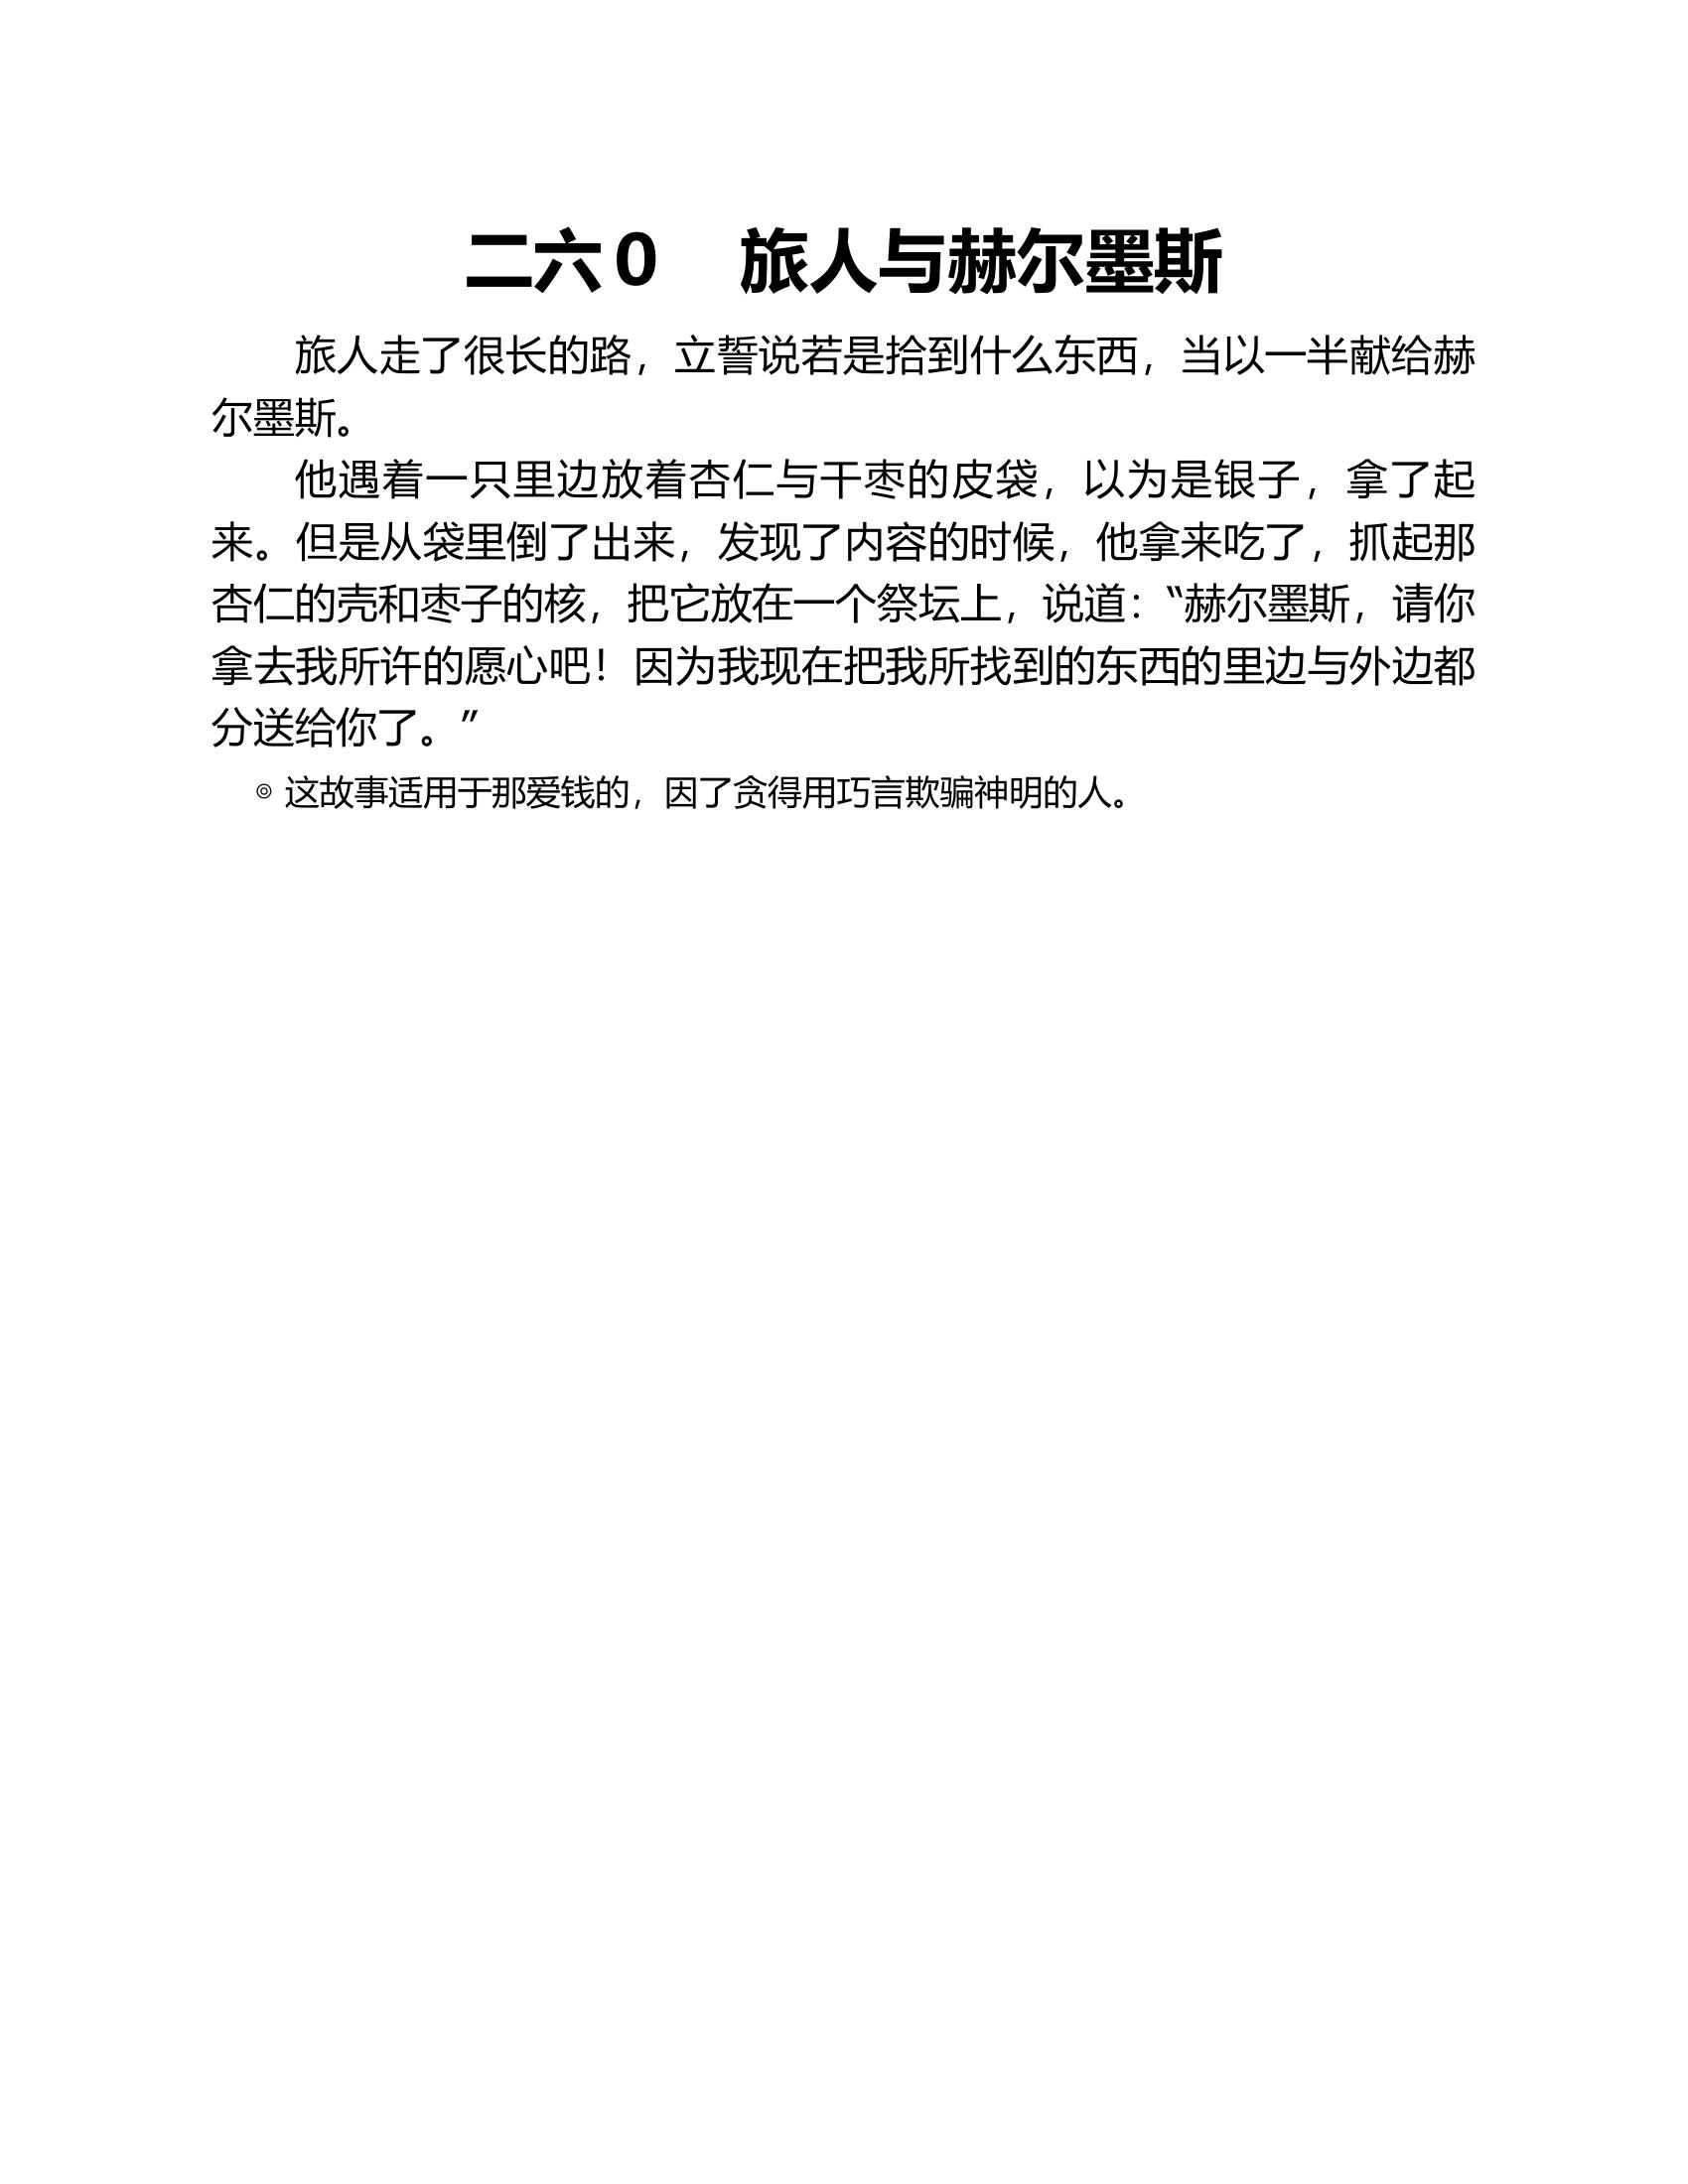 二六0　旅人与赫尔墨斯
旅人走了很长的路，立誓说若是拾到什么东西，当以一半献给赫
尔墨斯。
他遇着一只里边放着杏仁与干枣的皮袋，以为是银子，拿了起
来。但是从袋里倒了出来，发现了内容的时候，他拿来吃了，抓起那
杏仁的壳和枣子的核，把它放在一个祭坛上，说道：“赫尔墨斯，请你
拿去我所许的愿心吧！因为我现在把我所找到的东西的里边与外边都
分送给你了。”
◎ 这故事适用于那爱钱的，因了贪得用巧言欺骗神明的人。